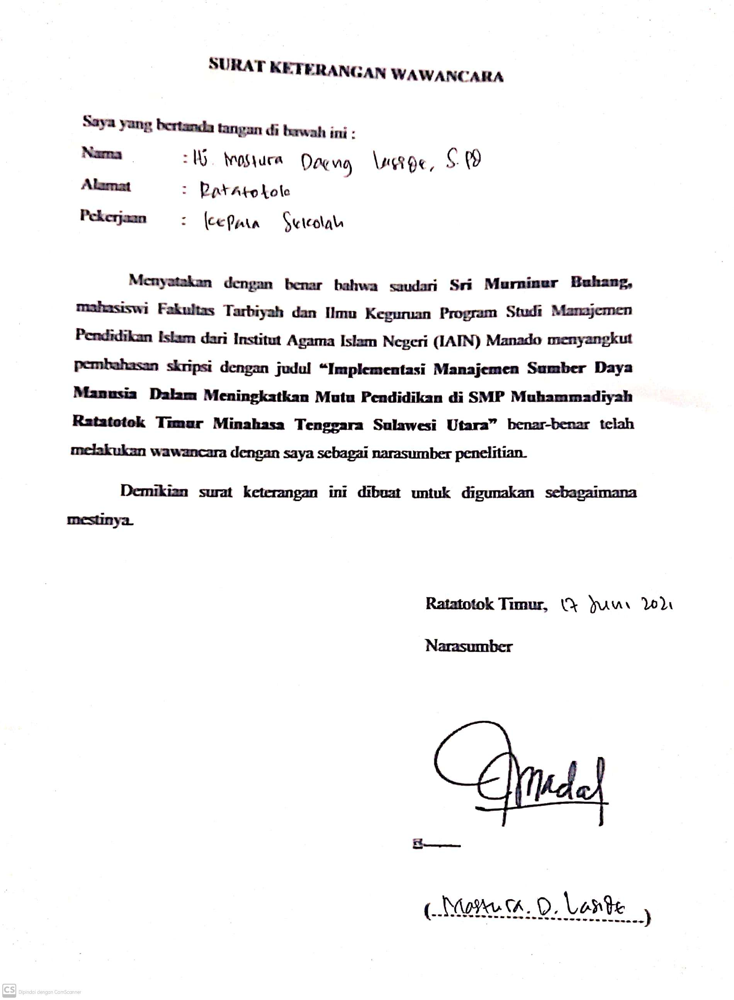 SURAT KETERANGAN WAWANCARA
Saya yang bertanda tangan di bawah ini :
Nama : Hj. Mastura Daeng Lasige, S.Pd
Alamat : Ratatotok
Pekerjaan : Kepala Sekolah
Menyatakan dengan benar bahwa saudari Sri Murninur Buhang,
mahasiswi Fakultas Tarbiyah dan Ilmu Keguruan Program Studi Manajemen
Pendidikan Islam dari Institut Agama Islam Negeri (IAIN) Manado menyangkut
pembahasan skripsi dengan judul “Implementasi Manajemen Sumber Daya
Manusia Dalam Meningkatkan Mutu Pendidikan di SMP Muhammadiyah
Ratatotok Timur Minahasa Tenggara Sulawesi Utara” benar-benar telah
melakukan wawancara dengan saya sebagai narasumber penelitian.
Demikian surat keterangan ini dibuat untuk digunakan sebagaimana
mestinya.
Ratatotok Timur, 17 Juni 2021
Narasumber
(Mastura. D. )
CS Dipindai dengan CamScanner